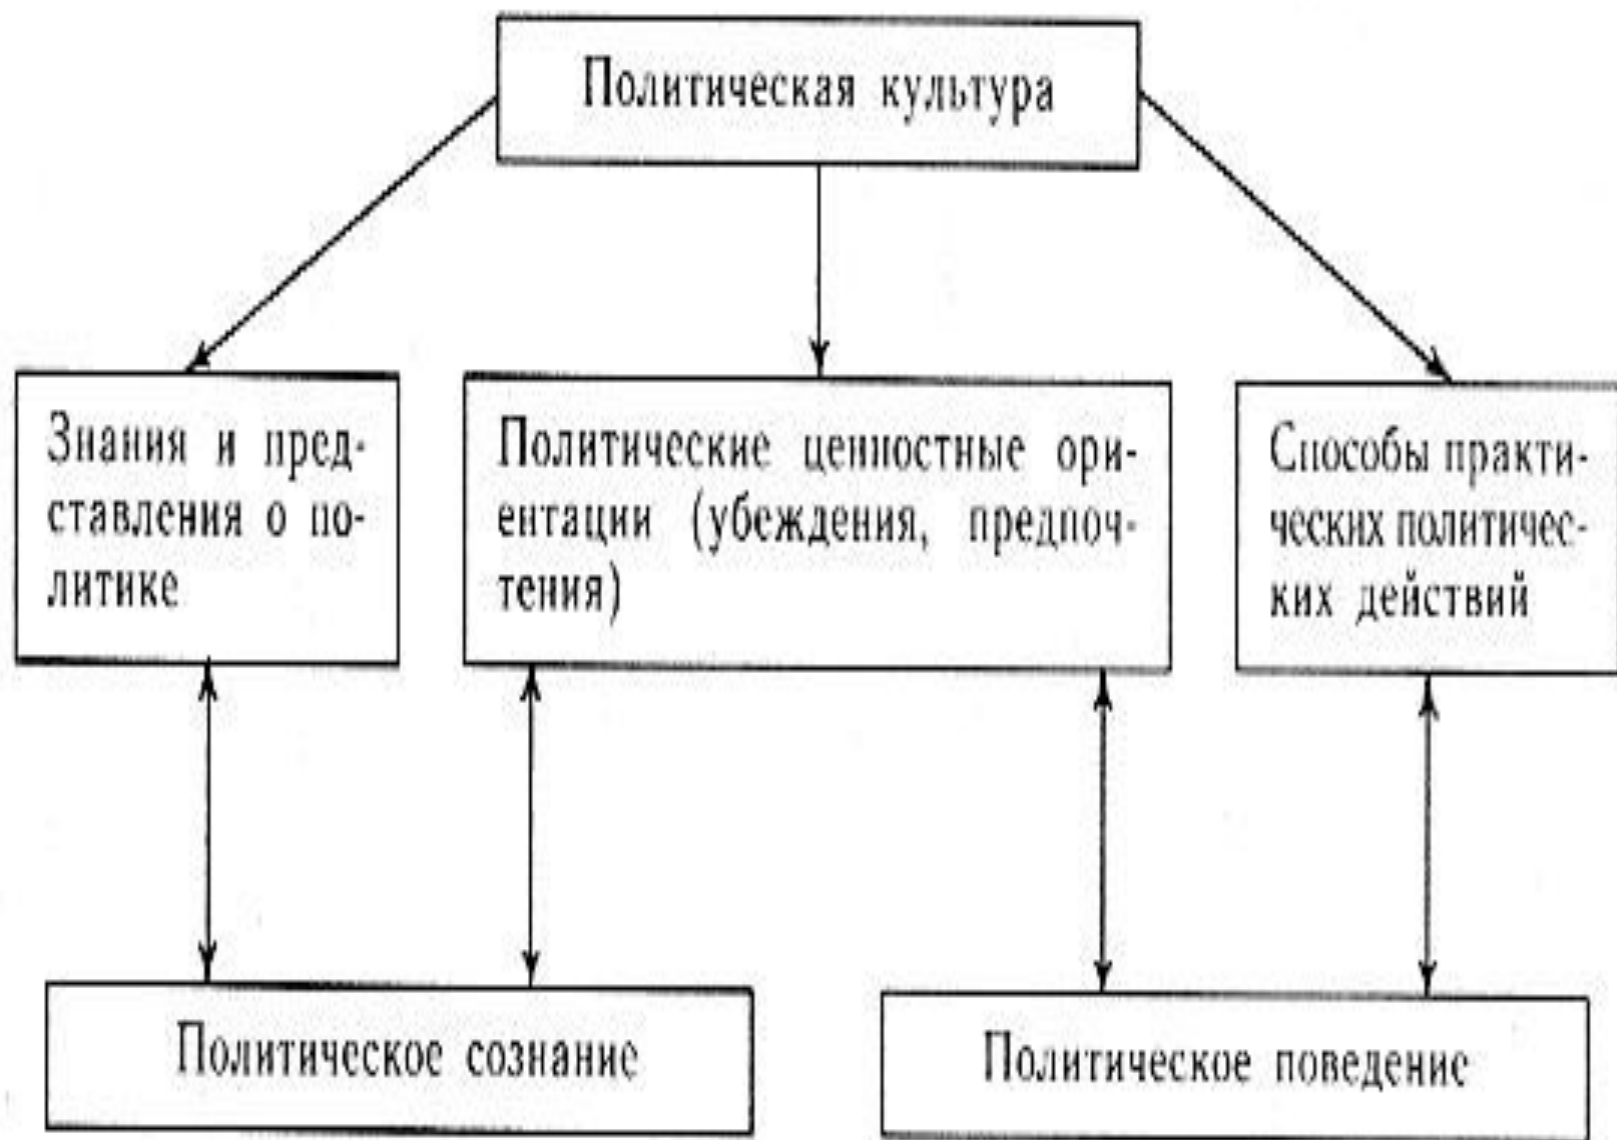 Политическая культура
Знания и пред-
ставления о по-
литике
Политические ценностные ори-
ентации (убеждения, предпоч-
тения)
Способы практи-
ческих политичес-
ких действий
Политическое сознание
Политическое поведение